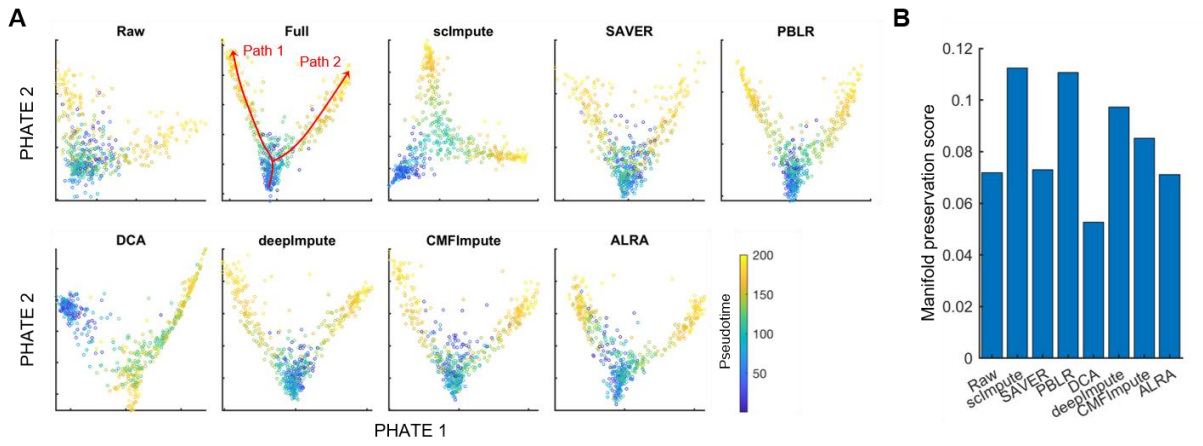 A
Raw
Full
scImpute
SAVER
PBLR
Path 1
Path 2
PHATE 2
DCA
deepImpute
CMFImpute
ALRA
PHATE 2
Pseudotime
200
150
100
50
PHATE 1
B
Manifold preservation score
0.12
0.1
0.08
0.06
0.04
0.02
0
Raw
scImpute
SAVER
PBLR
DCA
deepImpute
CMFImpute
ALRA